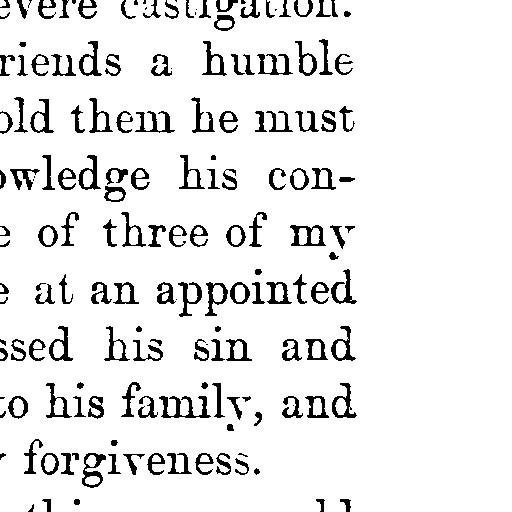 evere castigation.
riends a humble
old them he must
owledge his con-
e of three of my
e at an appointed
ssed his sin and
to his family, and
forgiveness.